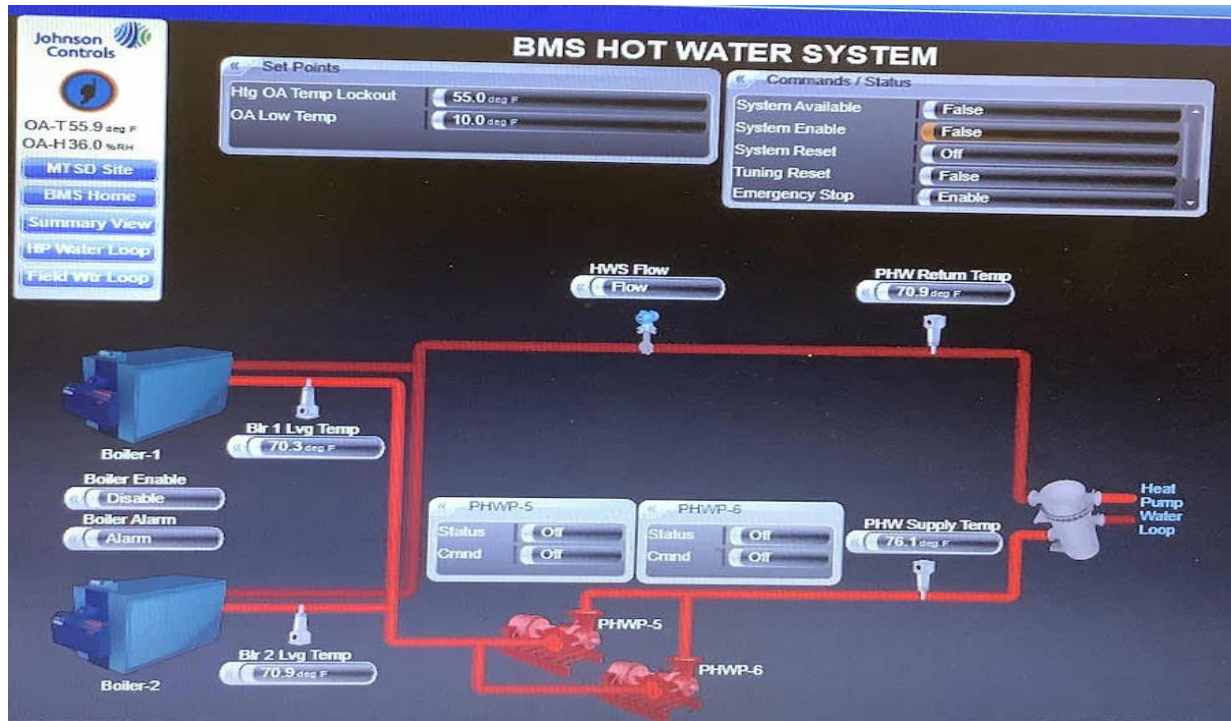 Johnson
Controls
OA-T 55.9 deg F
OA-H 36.0 %RH
MTSD Site
BMS Home
Summary View
HP Water Loop
Field Wtr Loop
BMS HOT WATER SYSTEM
Set Points
Htg OA Temp Lockout 55.0 deg F
OA Low Temp 10.0 deg F
Commands / Status
System Available False
System Enable False
System Reset Off
Tuning Reset False
Emergency Stop Enable
HWS Flow
Flow
PHW Return Temp
70.9 deg F
Blr 1 Lvg Temp
70.3 deg F
Boiler-1
Boiler Enable
Disable
Boiler Alarm
Alarm
PHWP-5
Status Off
Cmnd Off
PHWP-6
Status Off
Cmnd Off
PHW Supply Temp
76.1 deg F
Heat
Pump
Water
Loop
PHWP-5
PHWP-6
Blr 2 Lvg Temp
70.9 deg F
Boiler-2